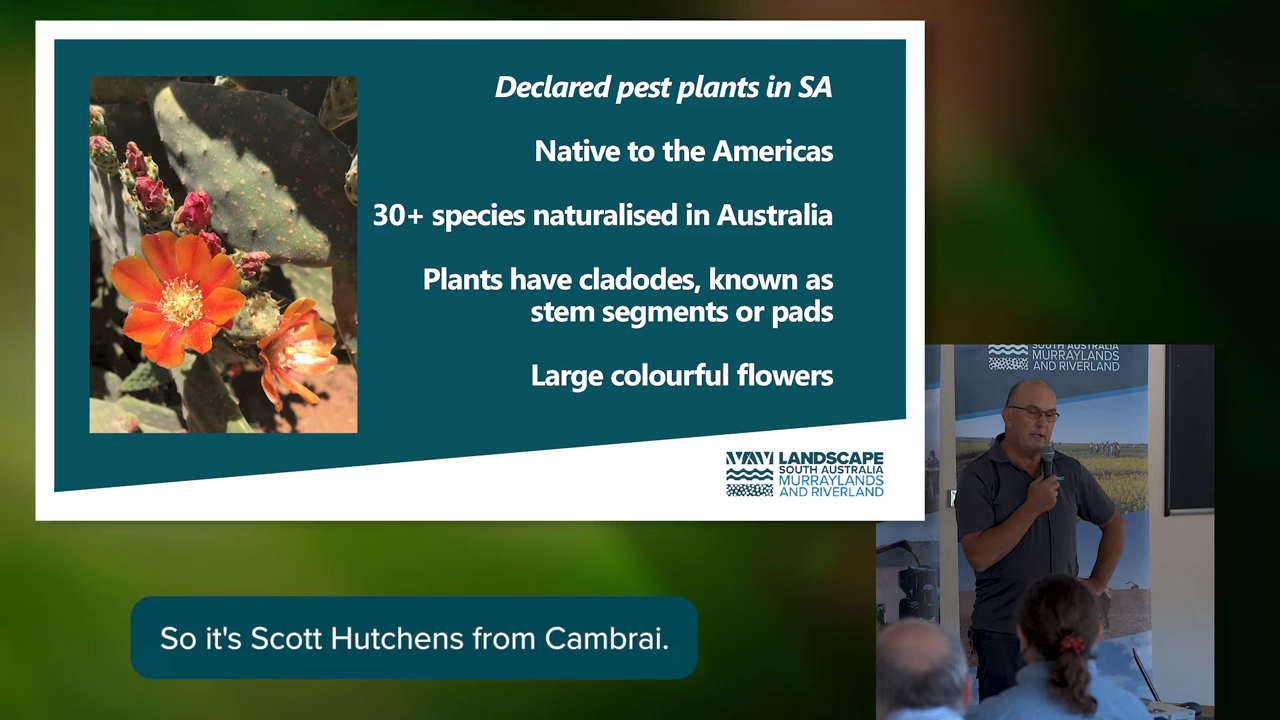 Declared pest plants in SA
Native to the Americas
30+ species naturalised in Australia
Plants have cladodes, known as
stem segments or pads
Large colourful flowers
LANDSCAPE
SOUTH AUSTRALIA
MURRAYLANDS
AND RIVERLAND
SOUTH AUSTRALIA
MURRAYLANDS
AND RIVERLAND
So it's Scott Hutchens from Cambrai.